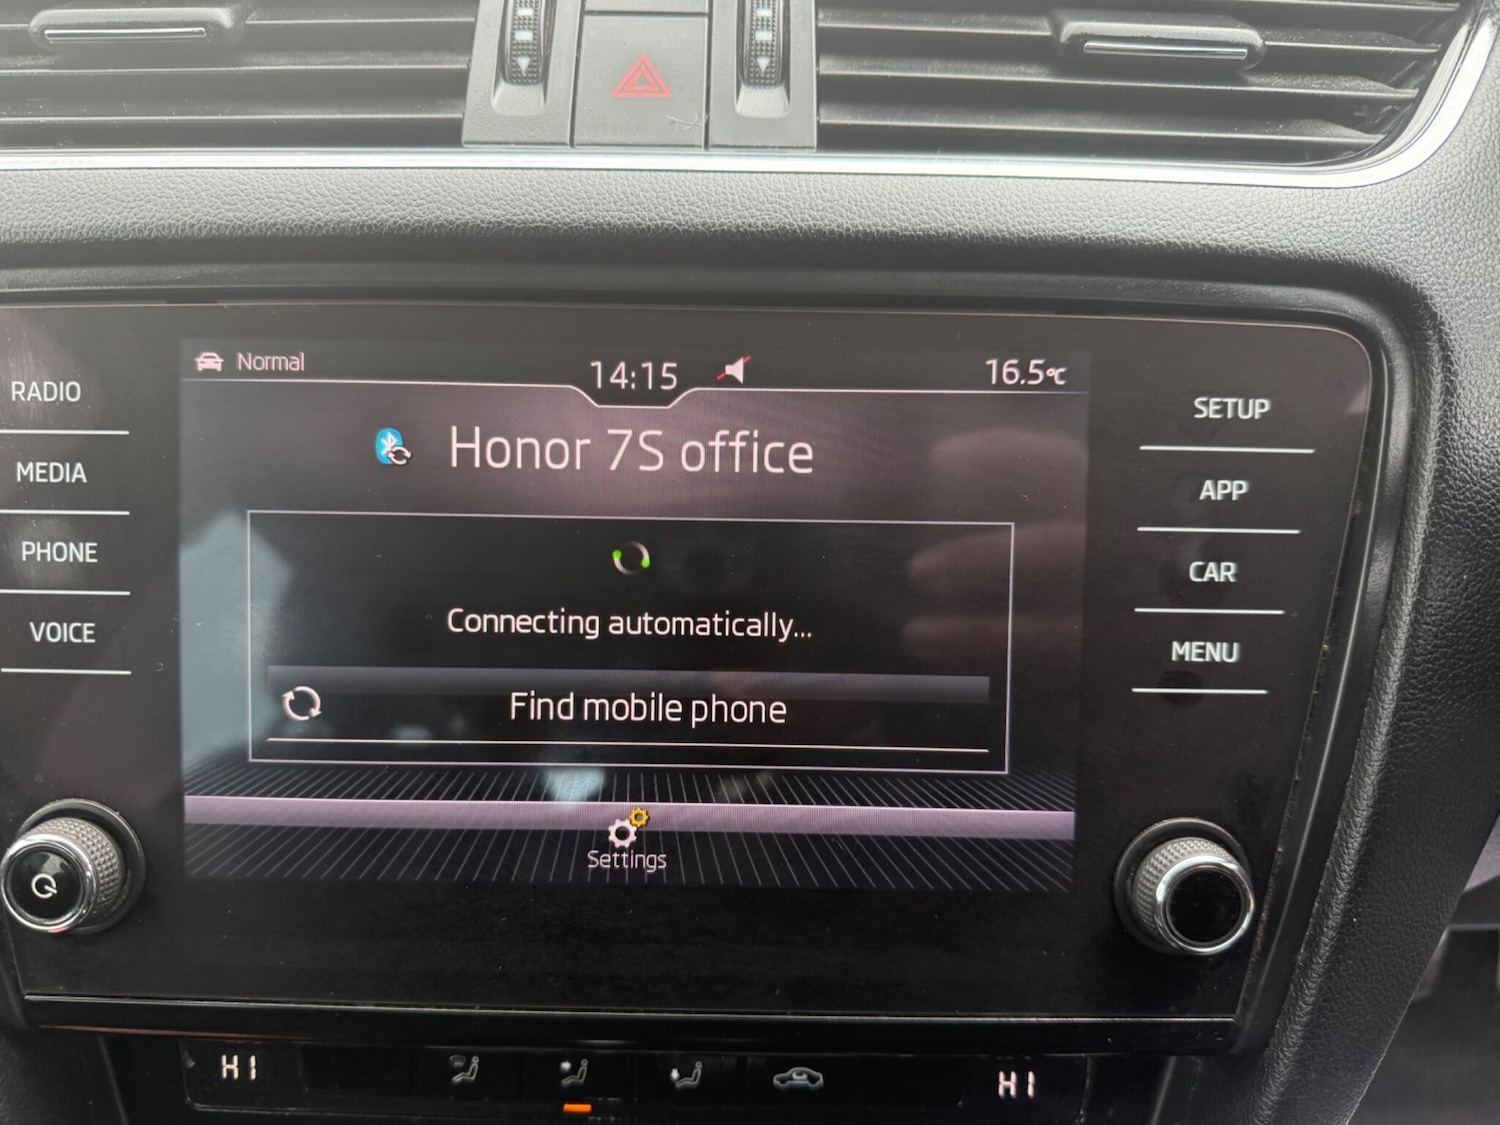 Normal
14:15
16.5°C
RADIO
MEDIA
PHONE
VOICE
Honor 7S office
Connecting automatically...
Find mobile phone
Settings
SETUP
APP
CAR
MENU
HI
HI